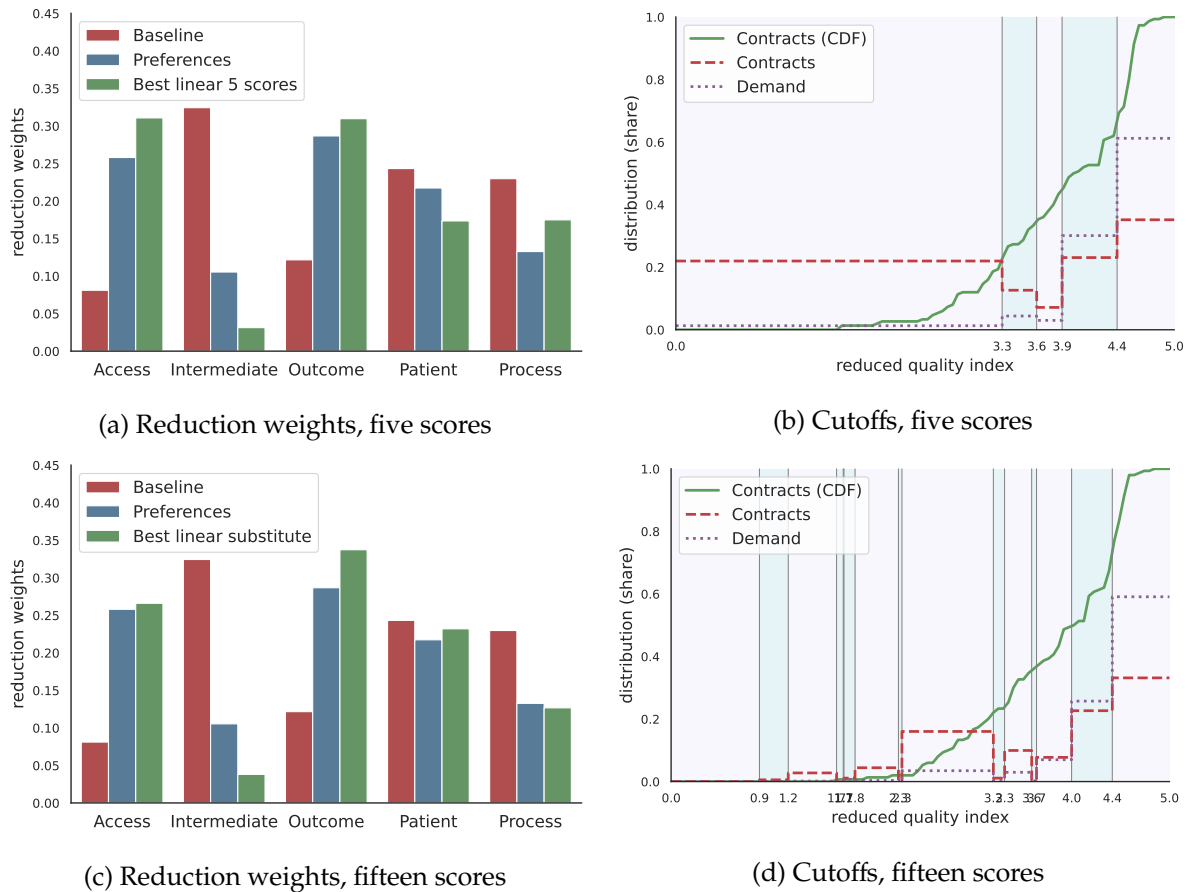 0.45
0.40
0.35
0.30
0.25
0.20
0.15
0.10
0.05
0.00
reduction weights
Baseline
Preferences
Best linear 5 scores
Access Intermediate Outcome Patient Process
(a) Reduction weights, five scores
1.0
0.8
0.6
0.4
0.2
0.0
distribution (share)
Contracts (CDF)
Contracts
Demand
0.0 3.3 3.6 3.9 4.4 5.0
reduced quality index
(b) Cutoffs, five scores
0.45
0.40
0.35
0.30
0.25
0.20
0.15
0.10
0.05
0.00
reduction weights
Baseline
Preferences
Best linear substitute
Access Intermediate Outcome Patient Process
(c) Reduction weights, fifteen scores
1.0
0.8
0.6
0.4
0.2
0.0
distribution (share)
Contracts (CDF)
Contracts
Demand
0.0 0.9 1.2 4.0 4.4 5.0
reduced quality index
(d) Cutoffs, fifteen scores